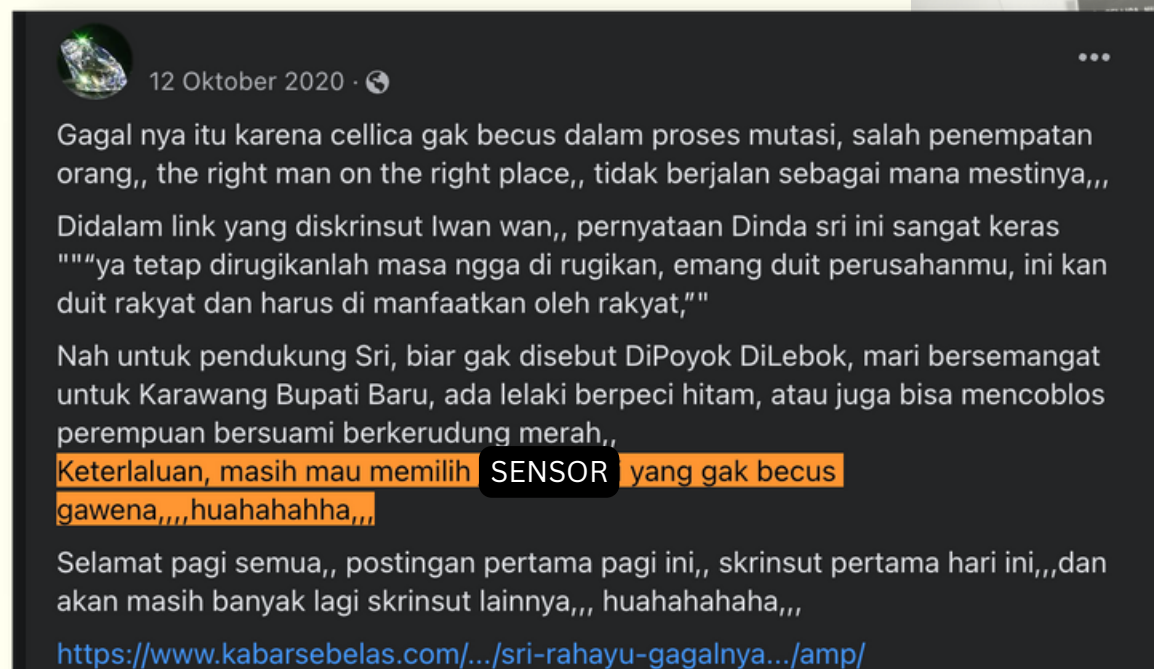 12 Oktober 2020 ·
Gagal nya itu karena cellica gak becus dalam proses mutasi, salah penempatan
orang,, the right man on the right place,, tidak berjalan sebagai mana mestinya,,,
Didalam link yang diskrinsut Iwan wan,, pernyataan Dinda sri ini sangat keras
""“ya tetap dirugikanlah masa ngga di rugikan, emang duit perusahanmu, ini kan
duit rakyat dan harus di manfaatkan oleh rakyat,”"
Nah untuk pendukung Sri, biar gak disebut DiPoyok DiLebok, mari bersemangat
untuk Karawang Bupati Baru, ada lelaki berpeci hitam, atau juga bisa mencoblos
perempuan bersuami berkerudung merah,,
Keterlaluan, masih mau memilih SENSOR yang gak becus
gawena,,,,huahahahha,,,
Selamat pagi semua,, postingan pertama pagi ini,, skrinsut pertama hari ini,,,dan
akan masih banyak lagi skrinsut lainnya,,, huahahahaha,,,
https://www.kabarsebelas.com/.../sri-rahayu-gagalnya.../amp/